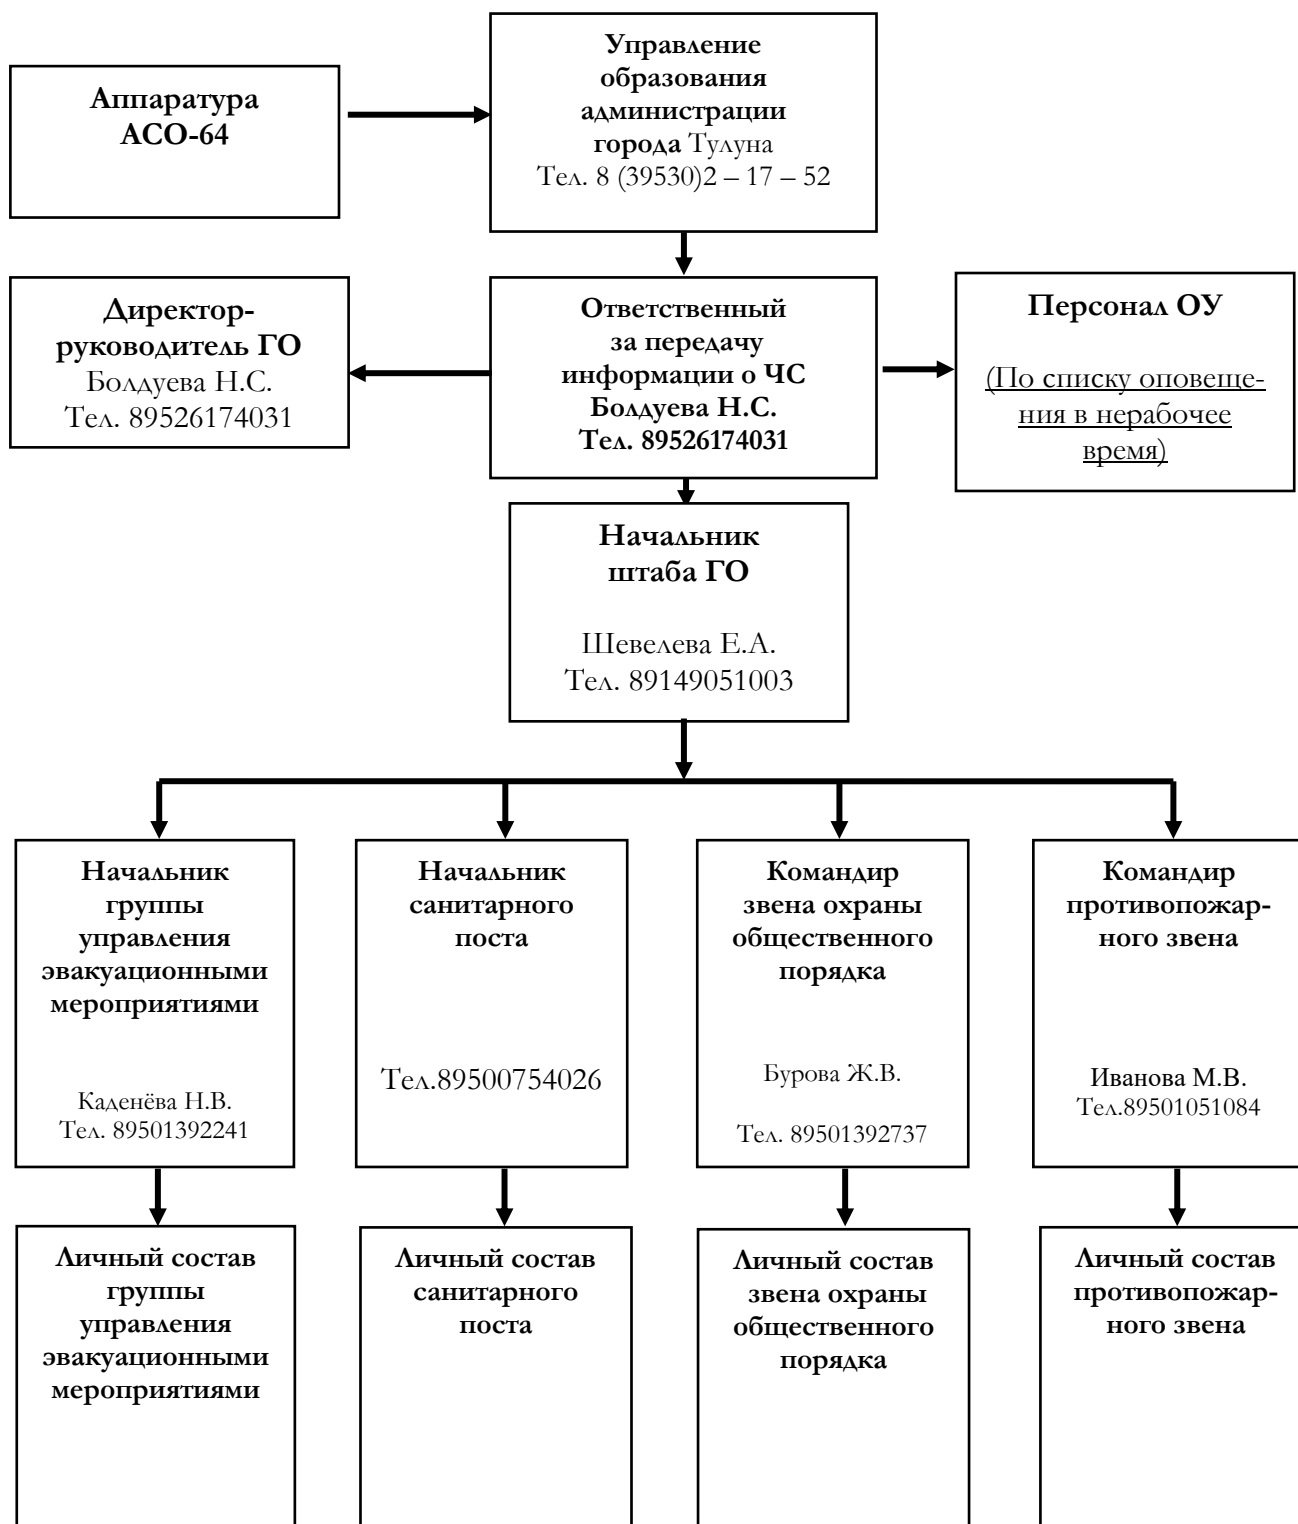 Аппаратура
АСО-64
Управление
образования
администрации
города Тулуна
Тел. 8 (39530)2 – 17 – 52
Директор-
руководитель ГО
Болдуева Н.С.
Тел. 89526174031
Ответственный
за передачу
информации о ЧС
Болдуева Н.С.
Тел. 89526174031
Персонал ОУ
(По списку оповеще-
ния в нерабочее
время)
Начальник
штаба ГО
Шевелева Е.А.
Тел. 89149051003
Начальник
группы
управления
эвакуационными
мероприятиями
Каденёва Н.В.
Тел. 89501392241
Начальник
санитарного
поста
Тел.89500754026
Командир
звена охраны
общественного
порядка
Бурова Ж.В.
Тел. 89501392737
Командир
противопожар-
ного звена
Иванова М.В.
Тел.89501051084
Личный состав
группы
управления
эвакуационными
мероприятиями
Личный состав
санитарного
поста
Личный состав
звена охраны
общественного
порядка
Личный состав
противопожар-
ного звена